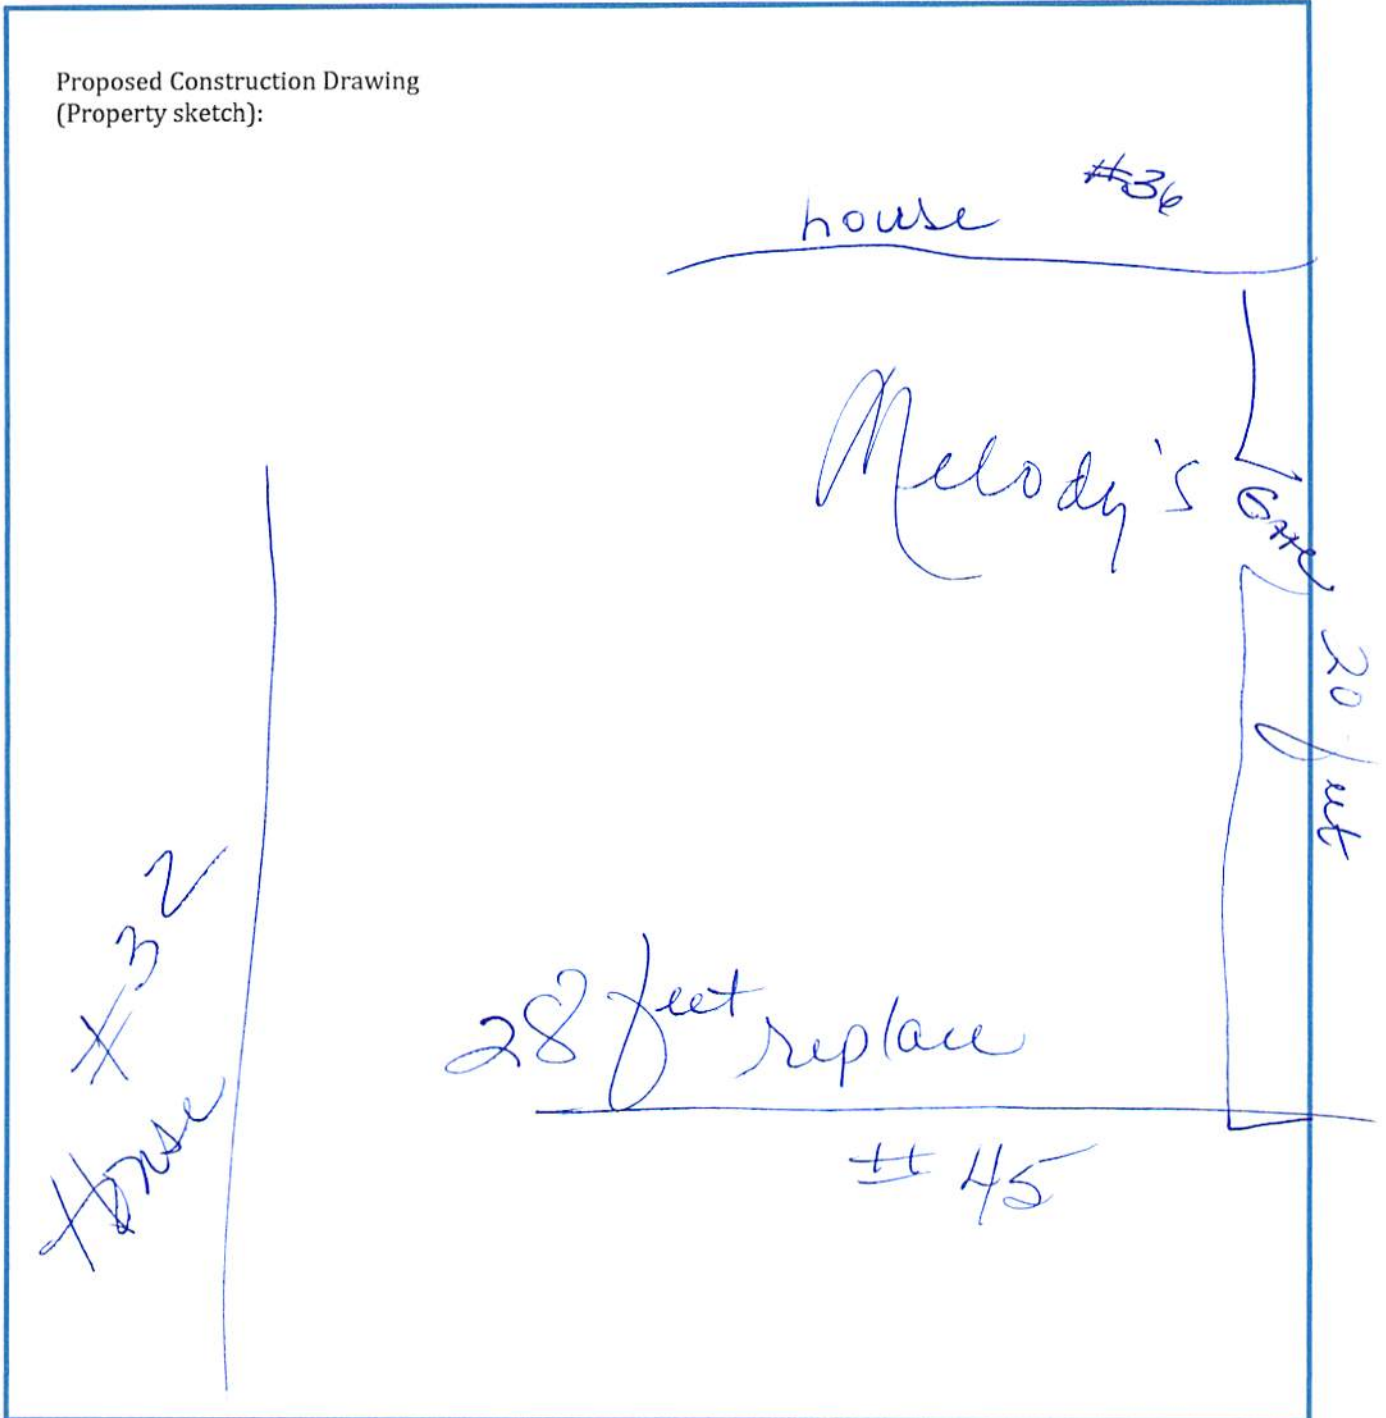 Proposed Construction Drawing
(Property sketch):
#36
house
Melody's
Gate
20 feet
#32
House
28 feet replace
# 45